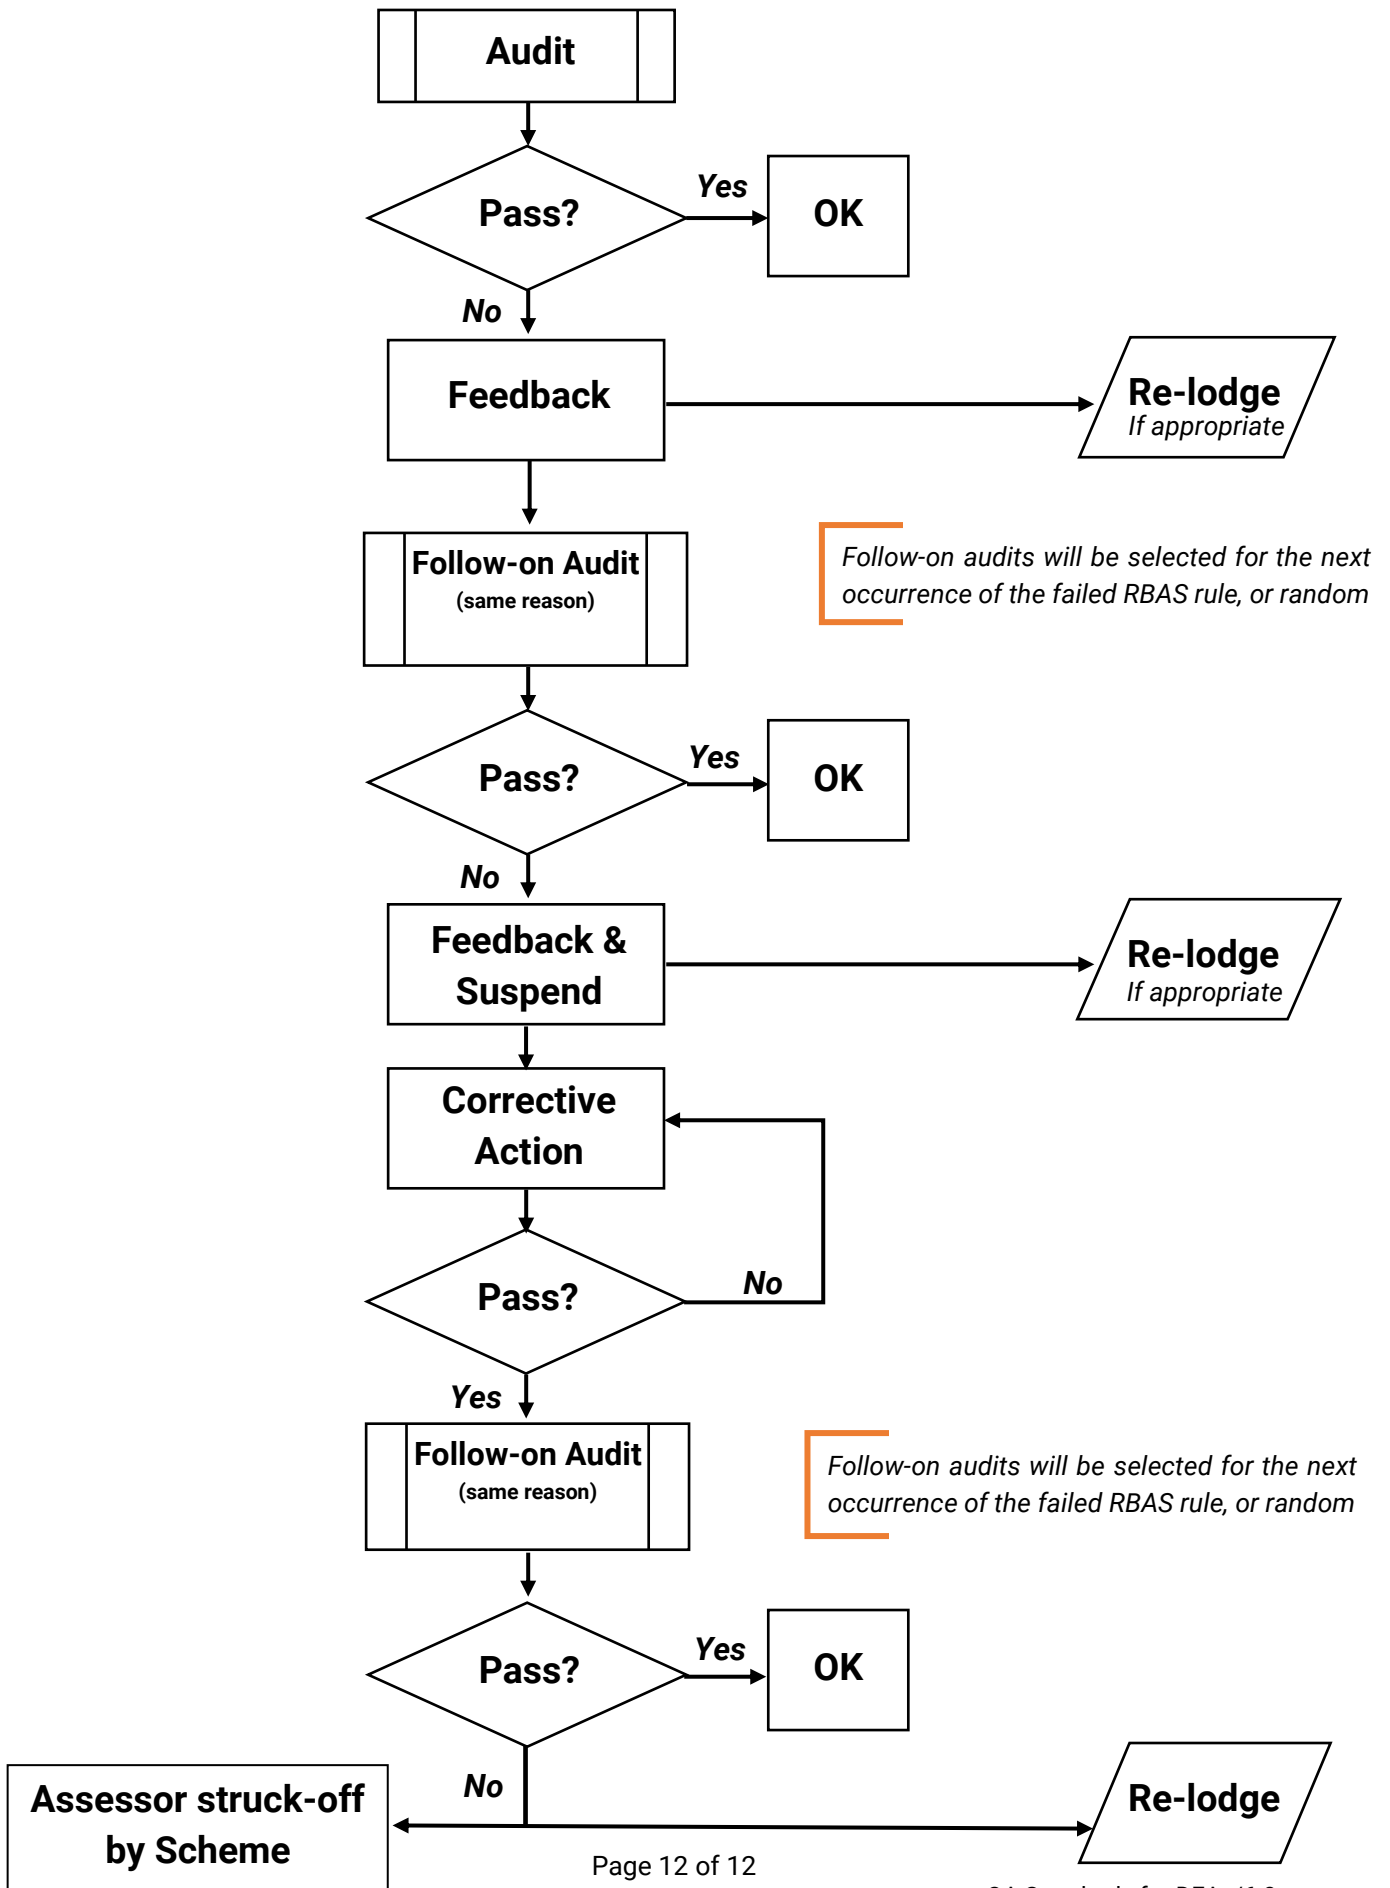 Audit
Pass?
Yes
OK
No
Feedback
Re-lodge
If appropriate
Follow-on Audit
(same reason)
Follow-on audits will be selected for the next
occurrence of the failed RBAS rule, or random
Pass?
Yes
OK
No
Feedback &
Suspend
Re-lodge
If appropriate
Corrective
Action
Pass?
No
Yes
Follow-on Audit
(same reason)
Follow-on audits will be selected for the next
occurrence of the failed RBAS rule, or random
Pass?
Yes
OK
No
Assessor struck-off
by Scheme
Re-lodge
Page 12 of 12